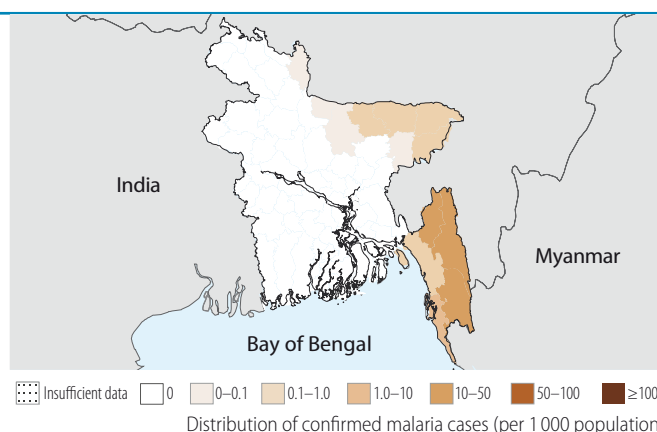 India
Myanmar
Bay of Bengal
Insufficient data 0 0–0.1 0.1–1.0 1.0–10 10–50 50–100 ≥100
Distribution of confirmed malaria cases (per 1 000 population